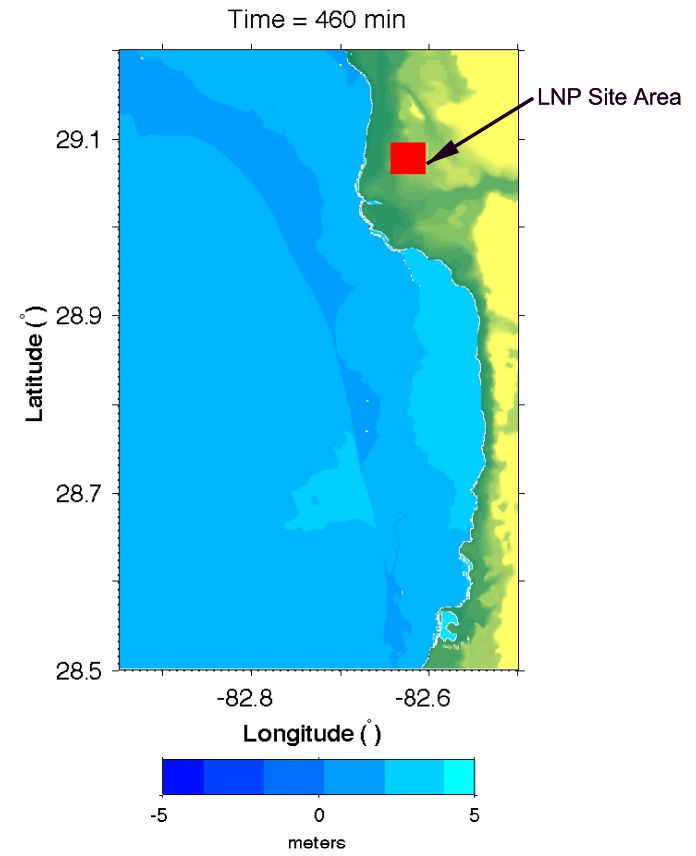 Time = 460 min
LNP Site Area
29.1
28.9
28.7
28.5
Latitude (°)
-82.8 -82.6
Longitude (°)
-5 0 5
meters